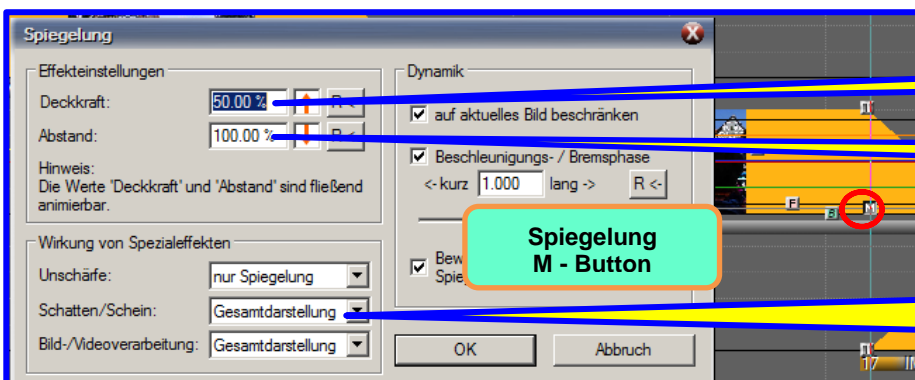 Spiegelung
Effekteinstellungen
Deckkraft: 50.00 % R <-
Abstand: 100.00 % R <-
Hinweis:
Die Werte "Deckkraft" und "Abstand" sind fließend
animierbar.
Wirkung von Spezialeffekten
Unschärfe: nur Spiegelung
Schatten/Schein: Gesamtdarstellung
Bild-/Videoverarbeitung: Gesamtdarstellung
Dynamik
auf aktuelles Bild beschränken
Beschleunigungs- / Bremsphase
<- kurz 1.000 lang -> R <-
Spiegelung
M - Button
OK Abbruch
F
B
M
17